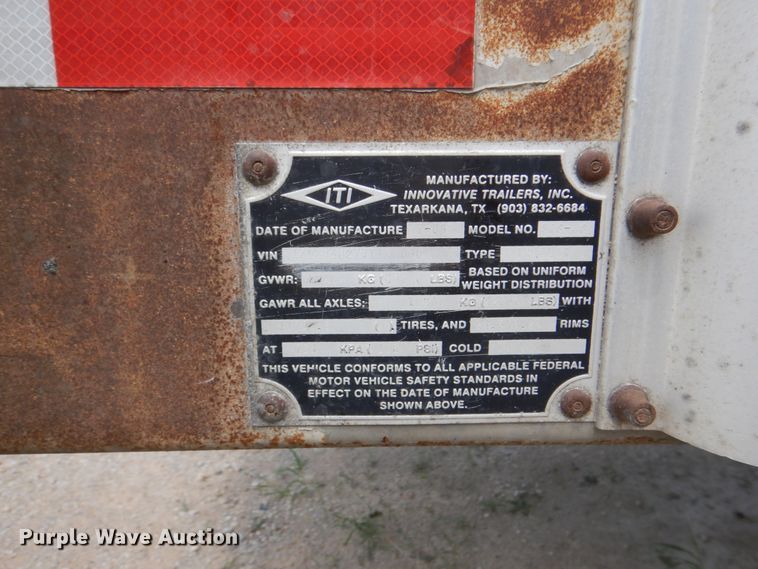 ITI
MANUFACTURED BY:
INNOVATIVE TRAILERS, INC.
TEXARKANA, TX (903) 832-6684
DATE OF MANUFACTURE MODEL NO.
VIN TYPE
GVWR: KG( LBS) BASED ON UNIFORM
WEIGHT DISTRIBUTION
GAWR ALL AXLES: KG( LBS) WITH
TIRES, AND RIMS
AT KPA( PSI) COLD
THIS VEHICLE CONFORMS TO ALL APPLICABLE FEDERAL
MOTOR VEHICLE SAFETY STANDARDS IN
EFFECT ON THE DATE OF MANUFACTURE
SHOWN ABOVE.
Purple Wave Auction